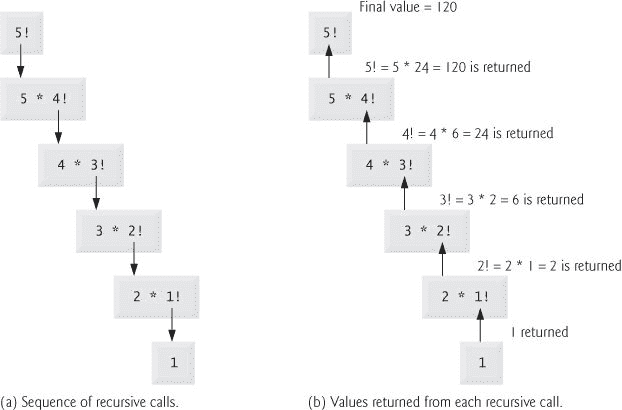 5!
5 * 4!
4 * 3!
3 * 2!
2 * 1!
1
(a) Sequence of recursive calls.
Final value = 120
5!
5! = 5 * 24 = 120 is returned
5 * 4!
4! = 4 * 6 = 24 is returned
4 * 3!
3! = 3 * 2 = 6 is returned
3 * 2!
2! = 2 * 1 = 2 is returned
2 * 1!
1 returned
1
(b) Values returned from each recursive call.